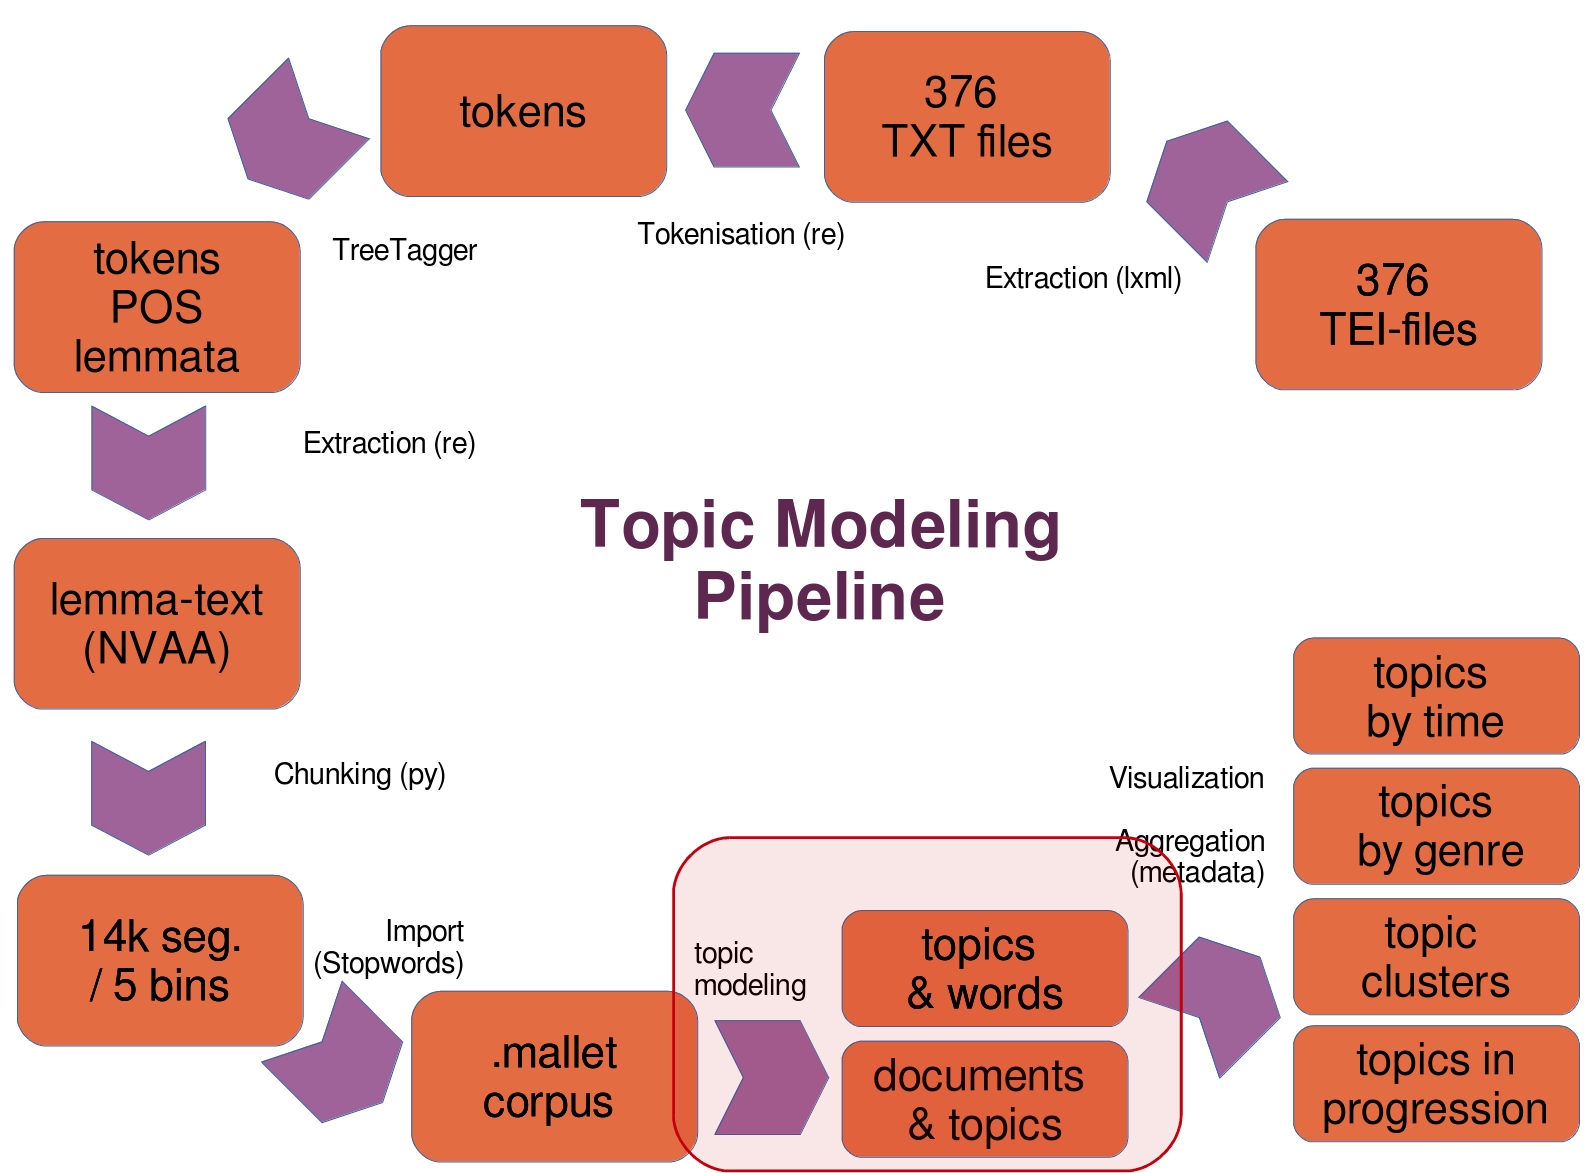 376
TEI-files
Extraction (lxml)
376
TXT files
Tokenisation (re)
tokens
TreeTagger
tokens
POS
lemmata
Extraction (re)
Topic Modeling
Pipeline
lemma-text
(NVAA)
Chunking (py)
14k seg.
/ 5 bins
Import
(Stopwords)
.mallet
corpus
topic
modeling
topics
& words
documents
& topics
Visualization
Aggregation
(metadata)
topics
by time
topics
by genre
topic
clusters
topics in
progression